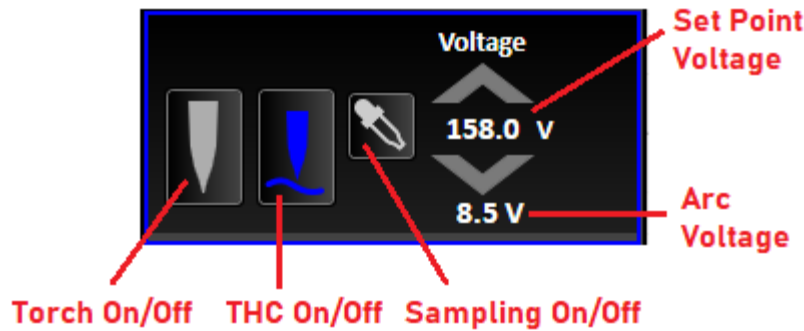 Voltage
Set Point
Voltage
158.0 V
8.5 V
Arc
Voltage
Torch On/Off THC On/Off Sampling On/Off